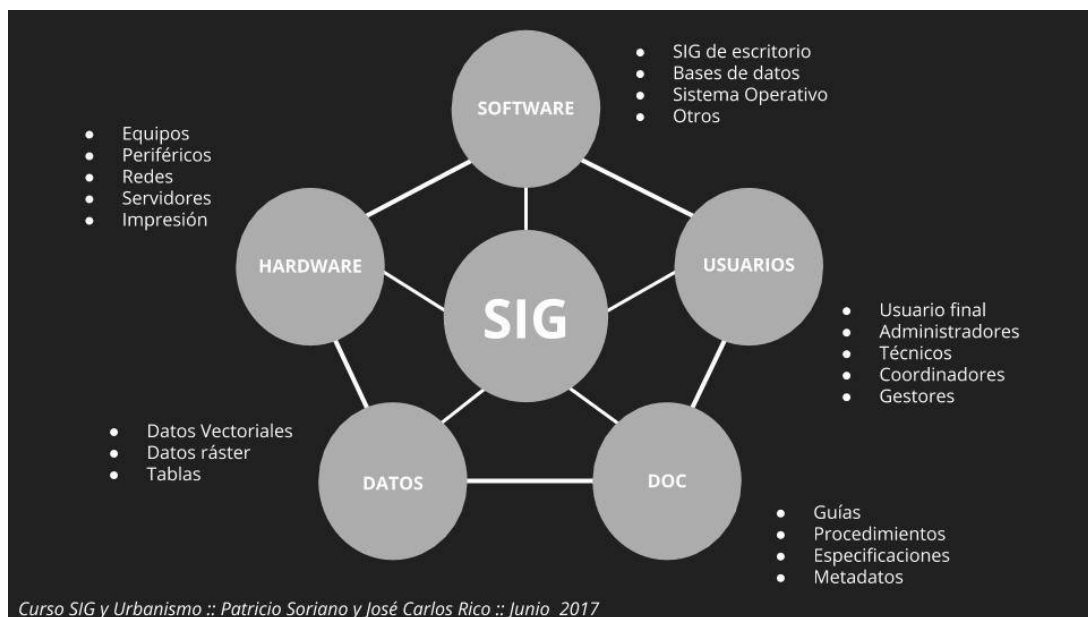 SOFTWARE
SIG de escritorio
Bases de datos
Sistema Operativo
Otros
Equipos
Periféricos
Redes
Servidores
Impresión
HARDWARE
USUARIOS
SIG
Usuario final
Administradores
Técnicos
Coordinadores
Gestores
Datos Vectoriales
Datos ráster
Tablas
DATOS
DOC
Guías
Procedimientos
Especificaciones
Metadatos
Curso SIG y Urbanismo :: Patricio Soriano y José Carlos Rico :: Junio 2017